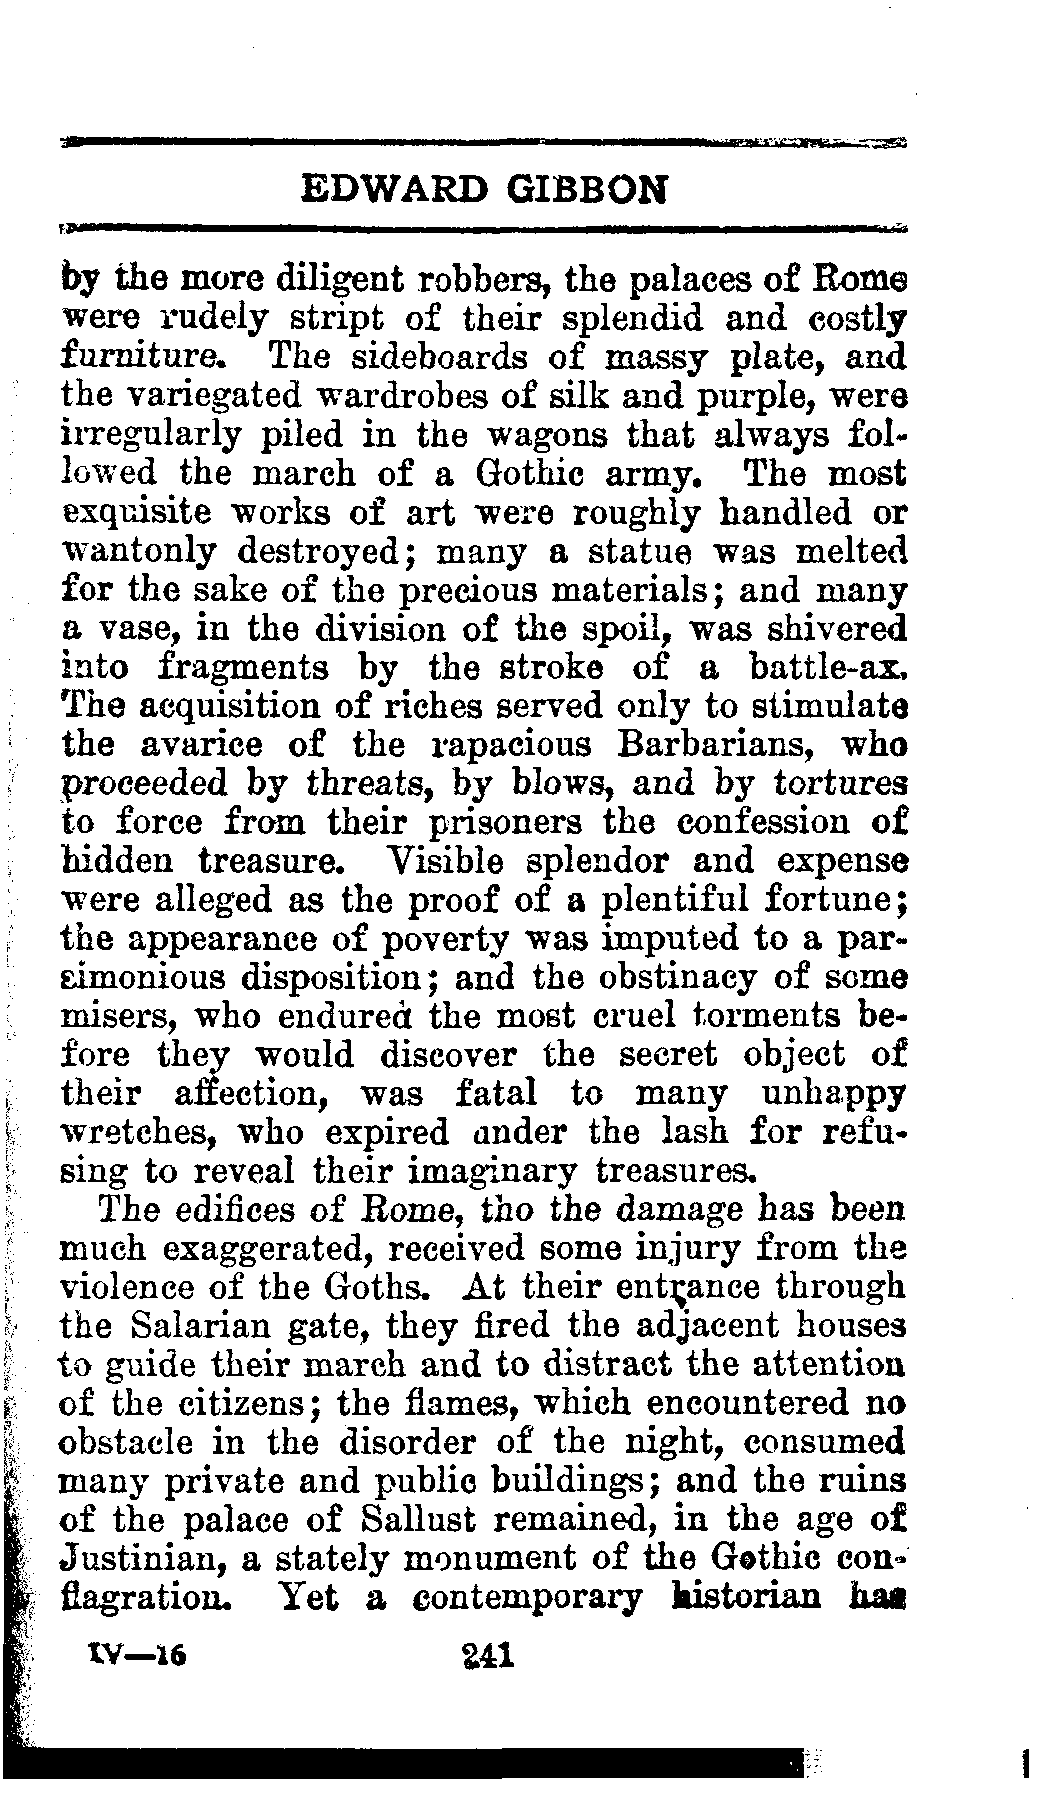 EDWARD GIBBON
by the more diligent robbers, the palaces of Rome
were rudely stript of their splendid and costly
furniture. The sideboards of massy plate, and
the variegated wardrobes of silk and purple, were
irregularly piled in the wagons that always fol-
lowed the march of a Gothic army. The most
exquisite works of art were roughly handled or
wantonly destroyed; many a statue was melted
for the sake of the precious materials; and many
a vase, in the division of the spoil, was shivered
into fragments by the stroke of a battle-ax.
The acquisition of riches served only to stimulate
the avarice of the rapacious Barbarians, who
proceeded by threats, by blows, and by tortures
to force from their prisoners the confession of
hidden treasure. Visible splendor and expense
were alleged as the proof of a plentiful fortune;
the appearance of poverty was imputed to a par-
simonious disposition; and the obstinacy of some
misers, who endured the most cruel torments be-
fore they would discover the secret object of
their affection, was fatal to many unhappy
wretches, who expired under the lash for refu-
sing to reveal their imaginary treasures.
The edifices of Rome, tho the damage has been
much exaggerated, received some injury from the
violence of the Goths. At their entrance through
the Salarian gate, they fired the adjacent houses
to guide their march and to distract the attention
of the citizens; the flames, which encountered no
obstacle in the disorder of the night, consumed
many private and public buildings; and the ruins
of the palace of Sallust remained, in the age of
Justinian, a stately monument of the Gothic con-
flagration. Yet a contemporary historian has
IV—16 241